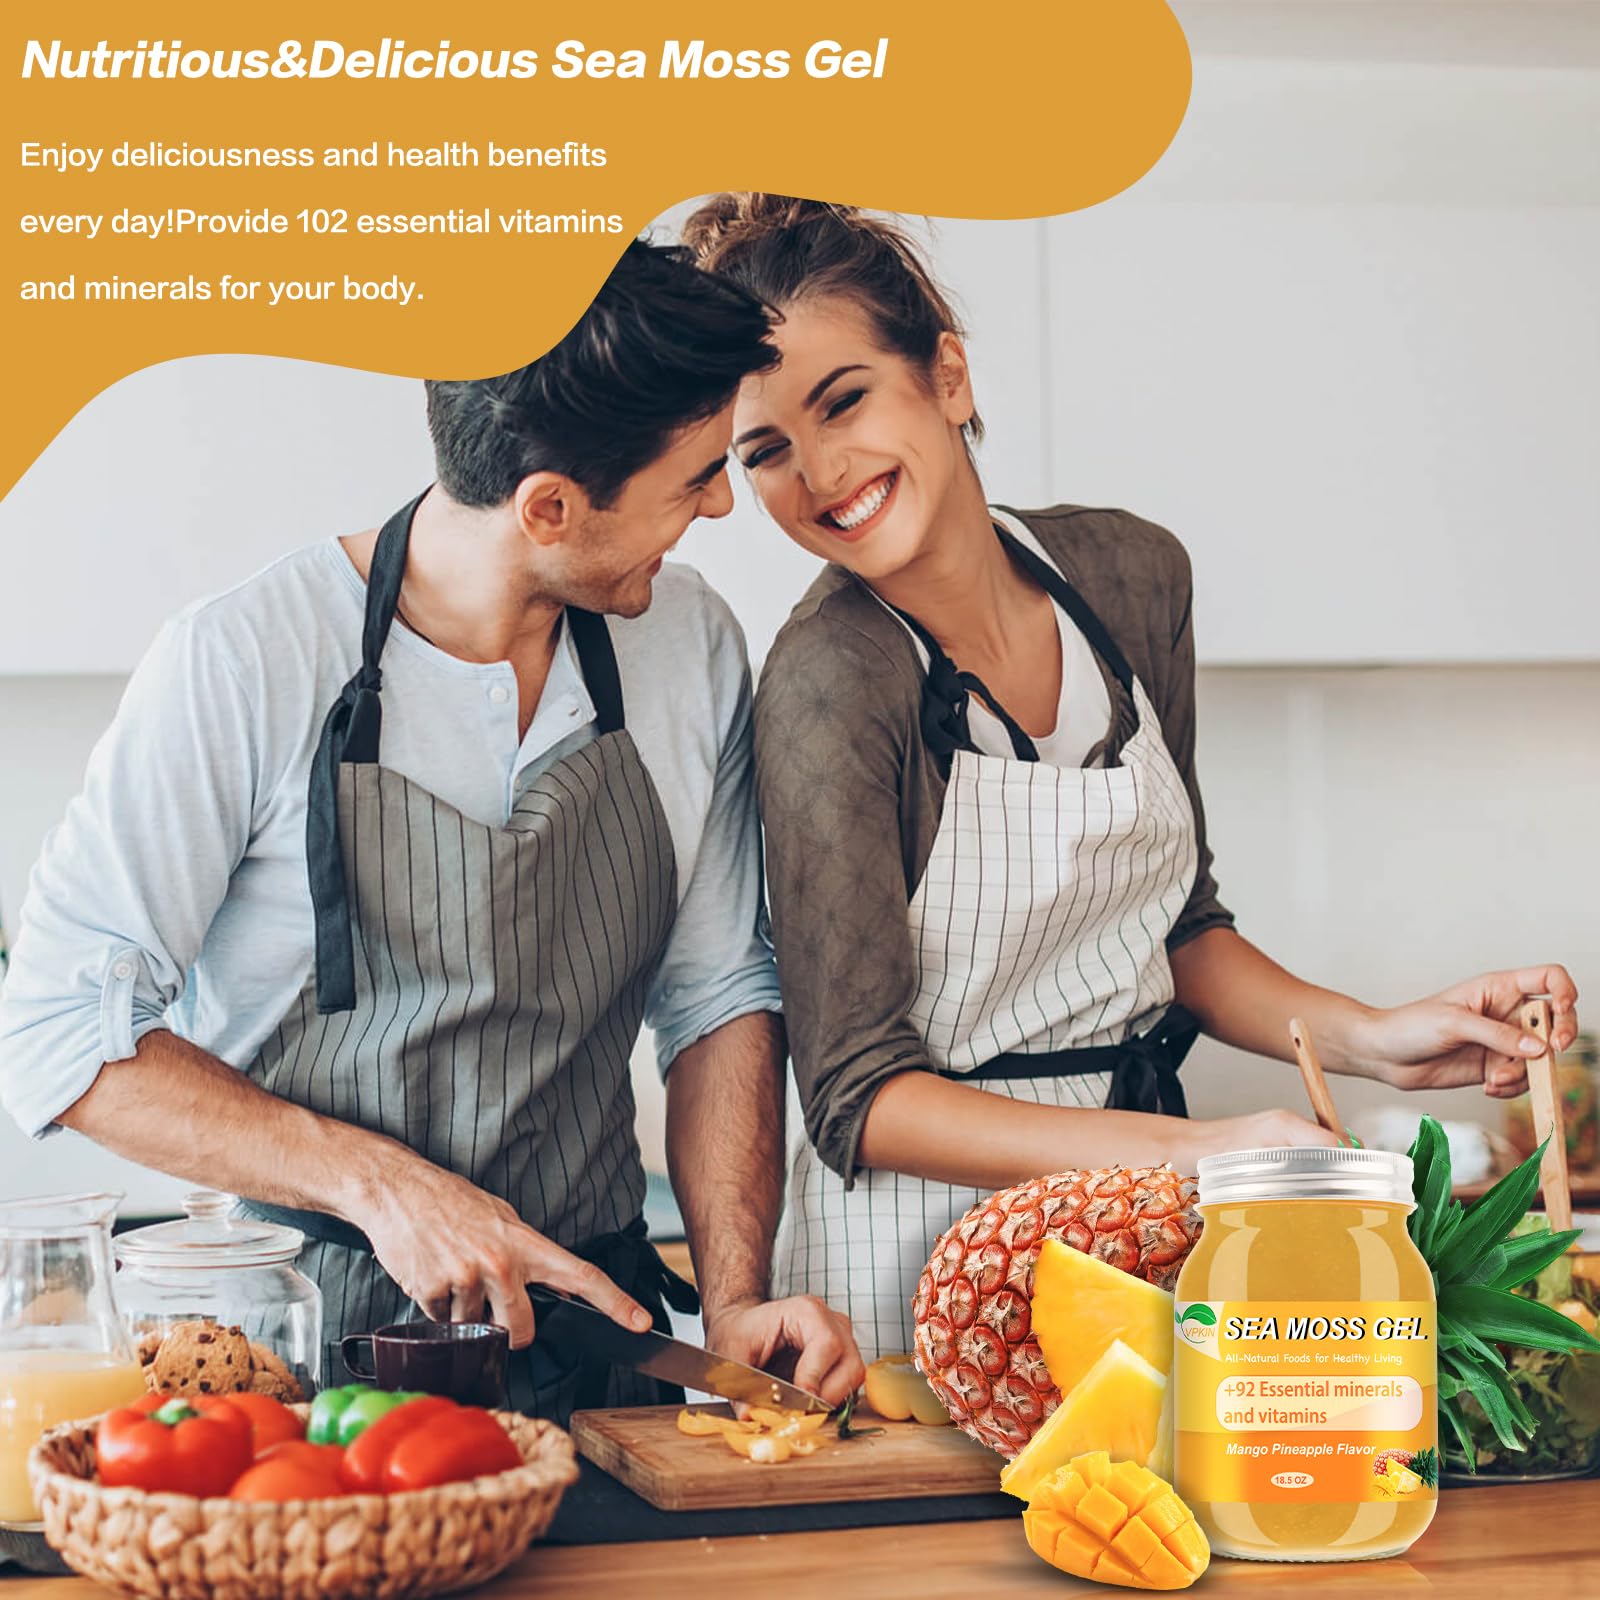 Nutritious&Delicious Sea Moss Gel
Enjoy deliciousness and health benefits
every day!Provide 102 essential vitamins
and minerals for your body.
VPKIN
SEA MOSS GEL
All-Natural Foods for Healthy Living
+92 Essential minerals
and vitamins
Mango Pineapple Flavor
18.5 OZ